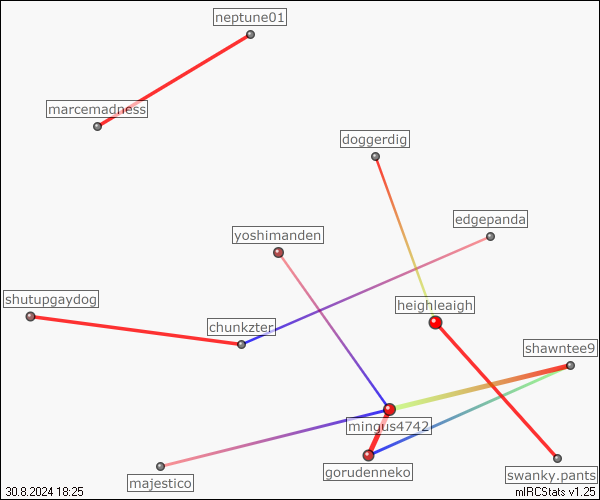 neptune01
marcemadness
doggerdig
edgepanda
yoshimanden
shutupgaydog
heighleaigh
chunkzter
shawntee9
mingus4742
gorudenneko
swanky.pants
majestico
30.8.2024 18:25
mIRCStats v1.25